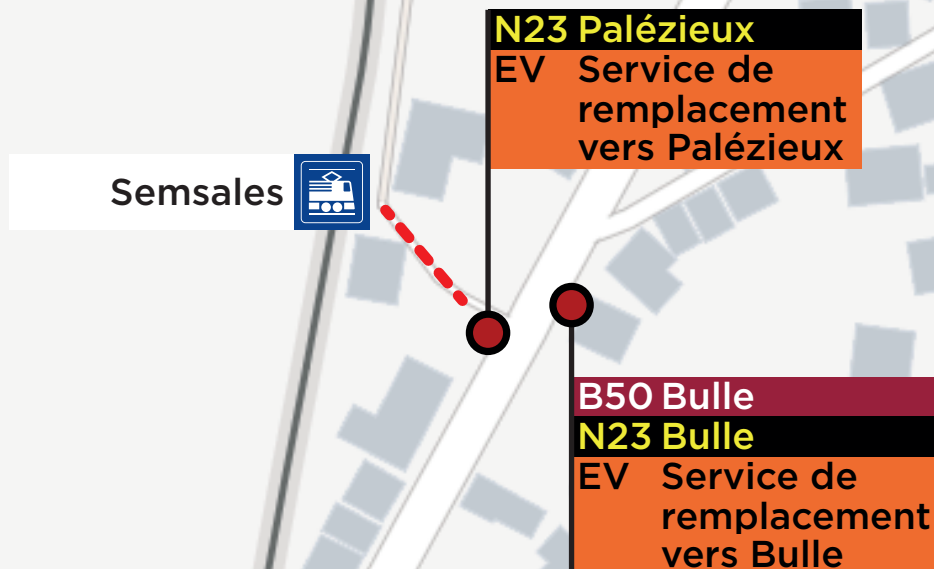 N23 Palézieux
EV Service de
remplacement
vers Palézieux
Semsales
B50 Bulle
N23 Bulle
EV Service de
remplacement
vers Bulle